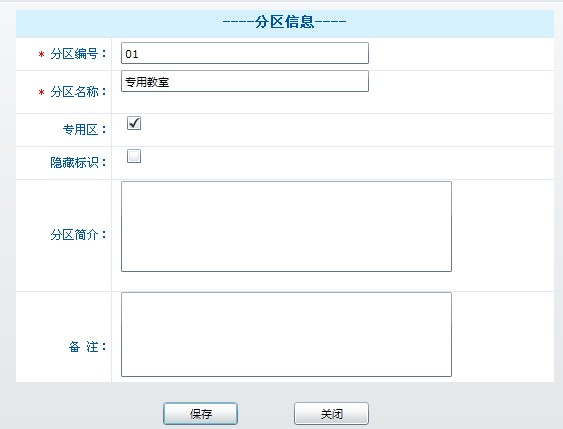 ----分区信息----
* 分区编号： 01
* 分区名称： 专用教室
专用区：
隐藏标识：
分区简介：
备 注：
保存 关闭